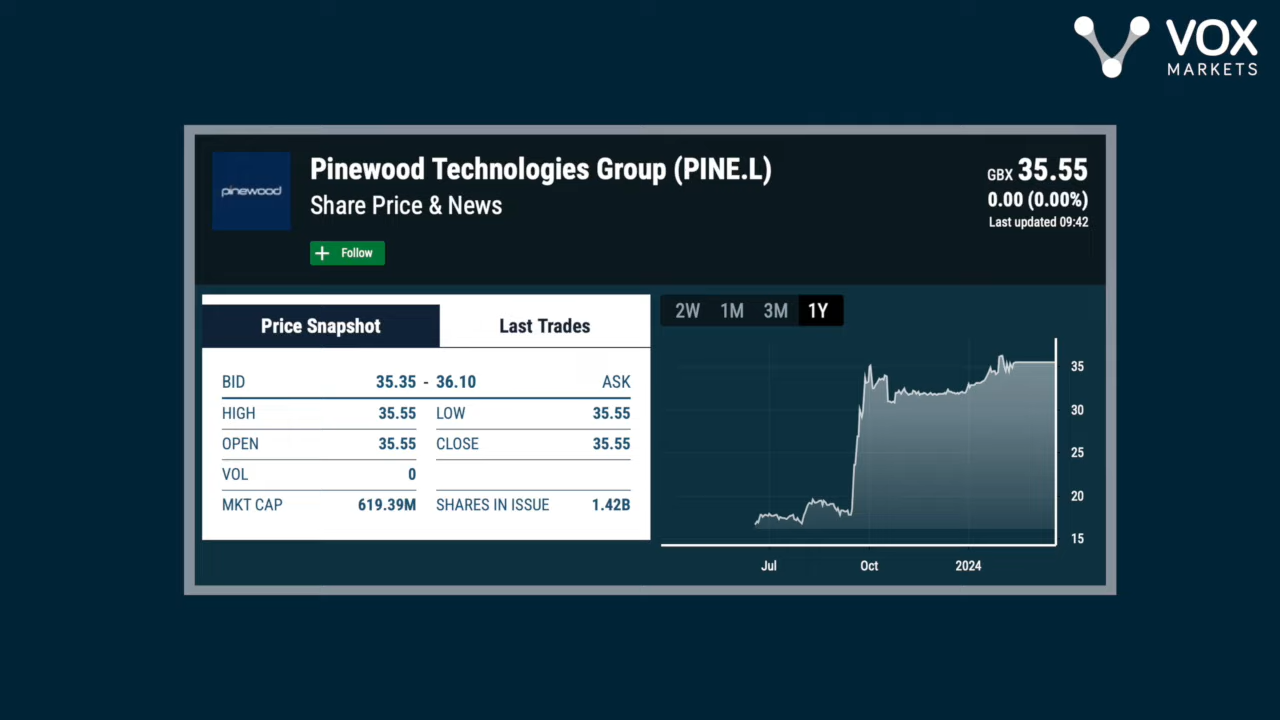 VOX
MARKETS
pinewood
Pinewood Technologies Group (PINE.L)
Share Price & News
+ Follow
GBX 35.55
0.00 (0.00%)
Last updated 09:42
Price Snapshot
Last Trades
BID 35.35 - 36.10 ASK
HIGH 35.55 LOW 35.55
OPEN 35.55 CLOSE 35.55
VOL 0
MKT CAP 619.39M SHARES IN ISSUE 1.42B
2W 1M 3M 1Y
35
30
25
20
15
Jul Oct 2024